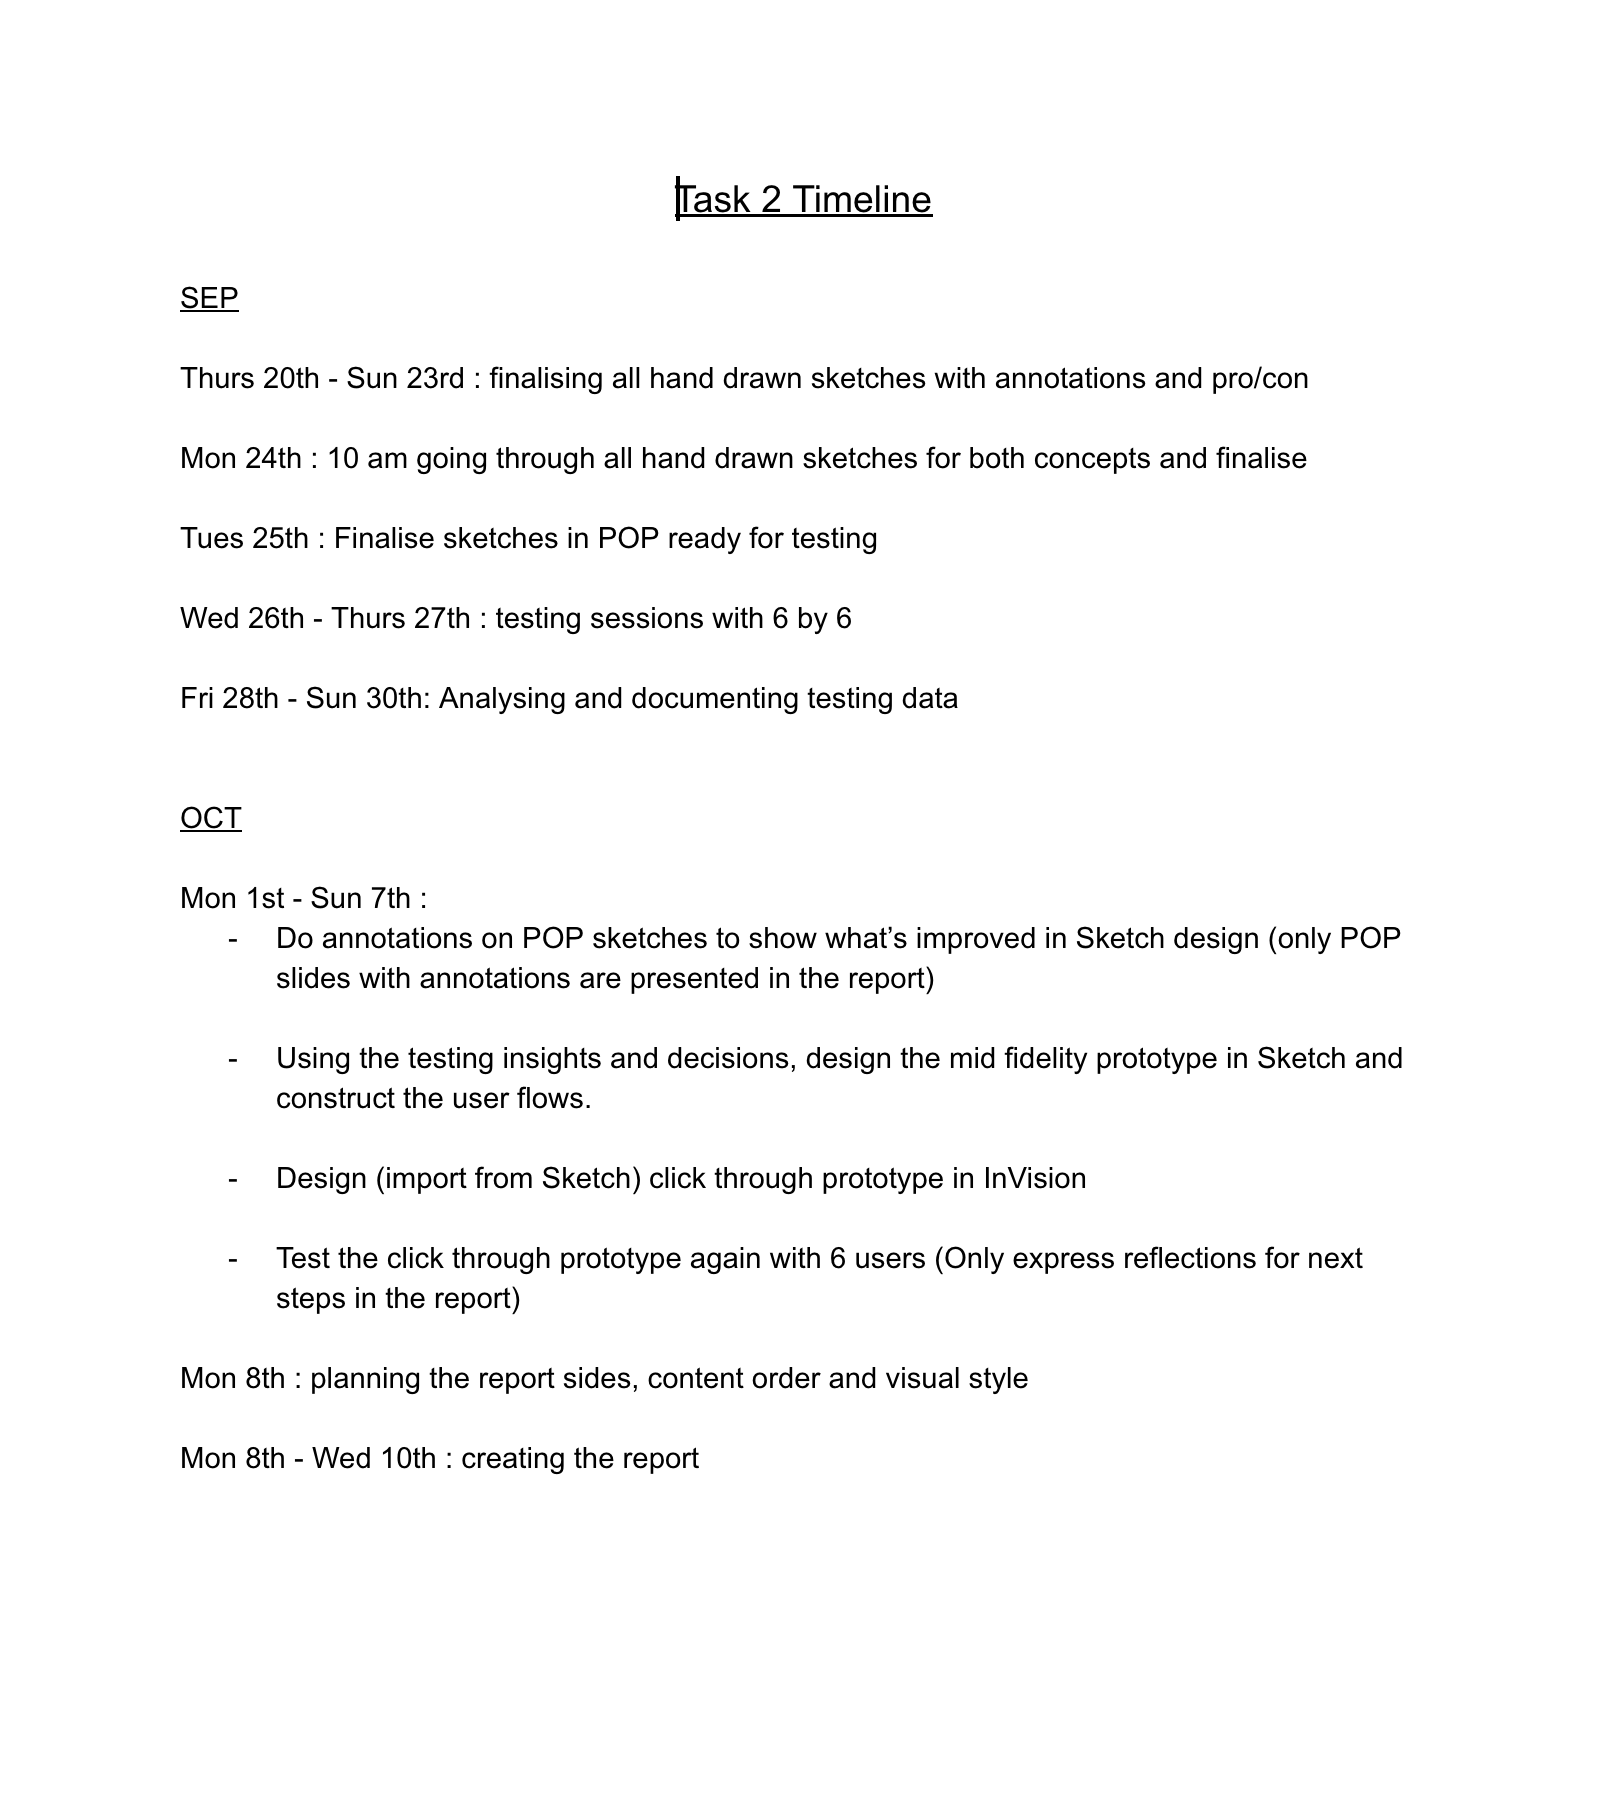 Task 2 Timeline
SEP
Thurs 20th - Sun 23rd : finalising all hand drawn sketches with annotations and pro/con
Mon 24th : 10 am going through all hand drawn sketches for both concepts and finalise
Tues 25th : Finalise sketches in POP ready for testing
Wed 26th - Thurs 27th : testing sessions with 6 by 6
Fri 28th - Sun 30th: Analysing and documenting testing data
OCT
Mon 1st - Sun 7th :
- Do annotations on POP sketches to show what’s improved in Sketch design (only POP
slides with annotations are presented in the report)
- Using the testing insights and decisions, design the mid fidelity prototype in Sketch and
construct the user flows.
- Design (import from Sketch) click through prototype in InVision
- Test the click through prototype again with 6 users (Only express reflections for next
steps in the report)
Mon 8th : planning the report sides, content order and visual style
Mon 8th - Wed 10th : creating the report